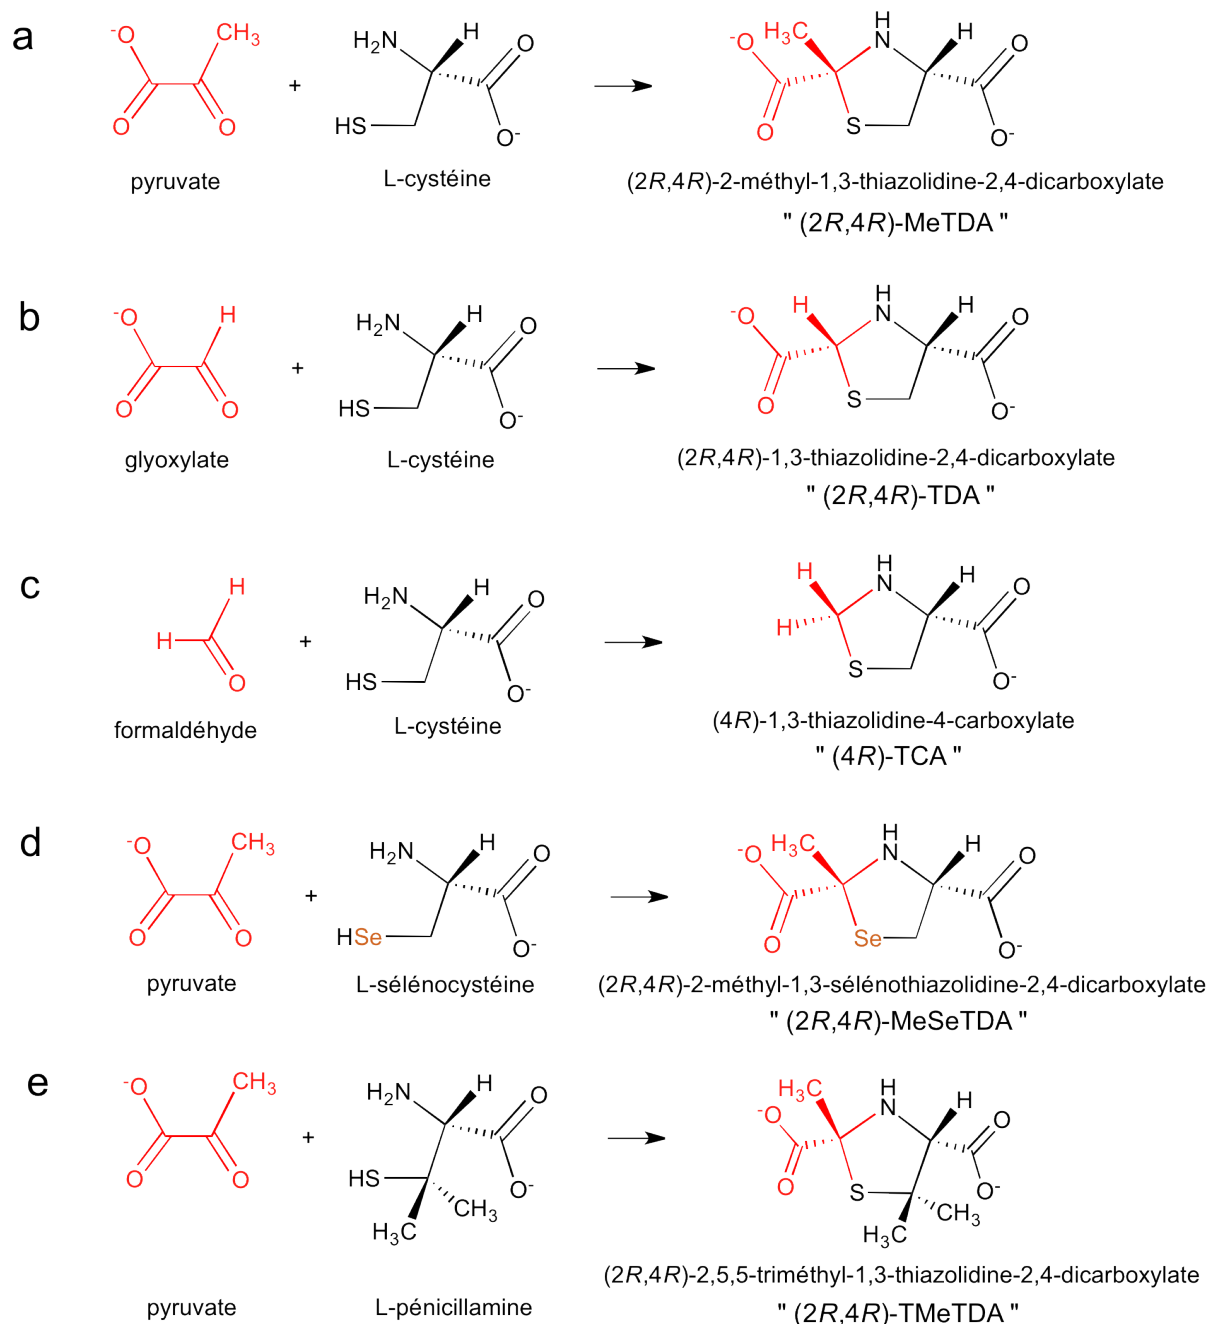 a
-O
CH3
O
O
+
H2N
H
O
HS
O-
-O
H3C
H
N
H
O
O
S
O-
pyruvate
L-cystéine
(2R,4R)-2-méthyl-1,3-thiazolidine-2,4-dicarboxylate
" (2R,4R)-MeTDA "
b
-O
H
O
O
+
H2N
H
O
HS
O-
-O
H
H
N
H
O
O
S
O-
glyoxylate
L-cystéine
(2R,4R)-1,3-thiazolidine-2,4-dicarboxylate
" (2R,4R)-TDA "
c
H
H
O
+
H2N
H
O
HS
O-
H
H
H
N
H
O
S
O-
formaldéhyde
L-cystéine
(4R)-1,3-thiazolidine-4-carboxylate
" (4R)-TCA "
d
-O
CH3
O
O
+
H2N
H
O
HSe
O-
-O
H3C
H
N
H
O
O
Se
O-
pyruvate
L-sélénocystéine
(2R,4R)-2-méthyl-1,3-sélénothiazolidine-2,4-dicarboxylate
" (2R,4R)-MeSeTDA "
e
-O
CH3
O
O
+
H2N
H
O
HS
O-
CH3
H3C
-O
H3C
H
N
H
O
O
S
O-
CH3
H3C
pyruvate
L-pénicillamine
(2R,4R)-2,5,5-triméthyl-1,3-thiazolidine-2,4-dicarboxylate
" (2R,4R)-TMeTDA "